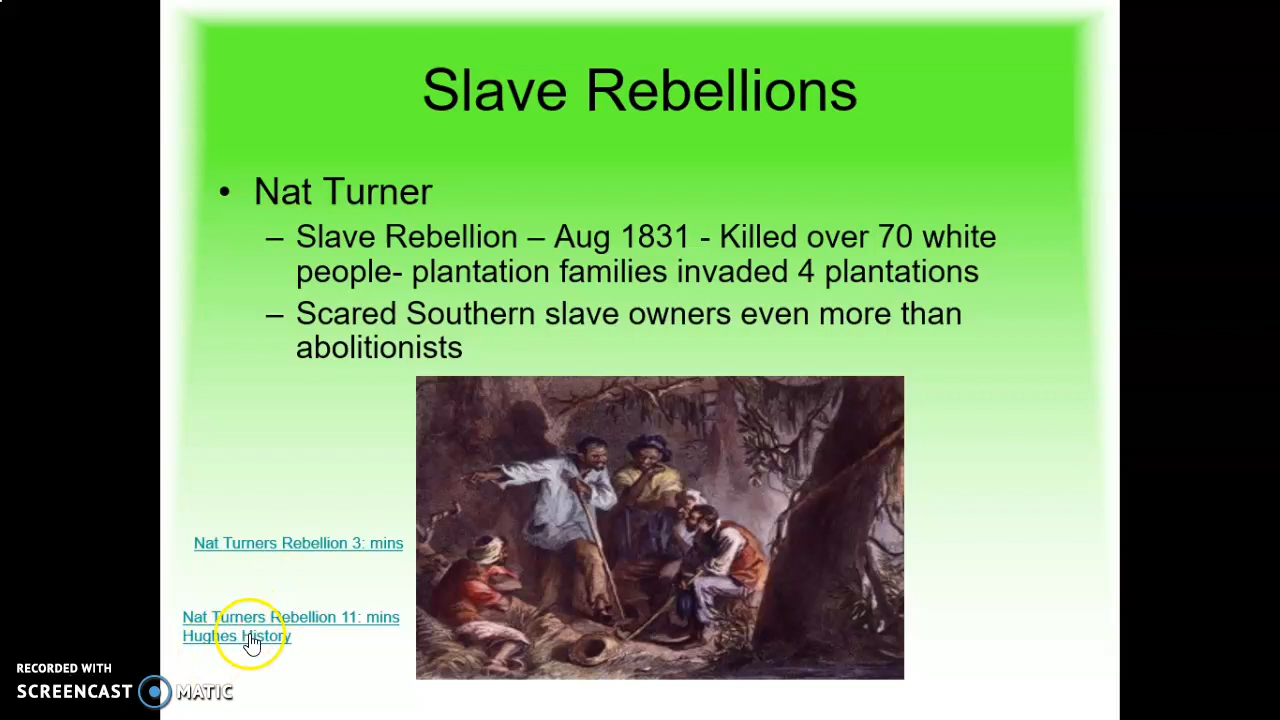 Slave Rebellions
• Nat Turner
– Slave Rebellion – Aug 1831 - Killed over 70 white
people- plantation families invaded 4 plantations
– Scared Southern slave owners even more than
abolitionists
Nat Turners Rebellion 3: mins
Nat Turners Rebellion 11: mins
Hughes History
RECORDED WITH
SCREENCAST MATIC